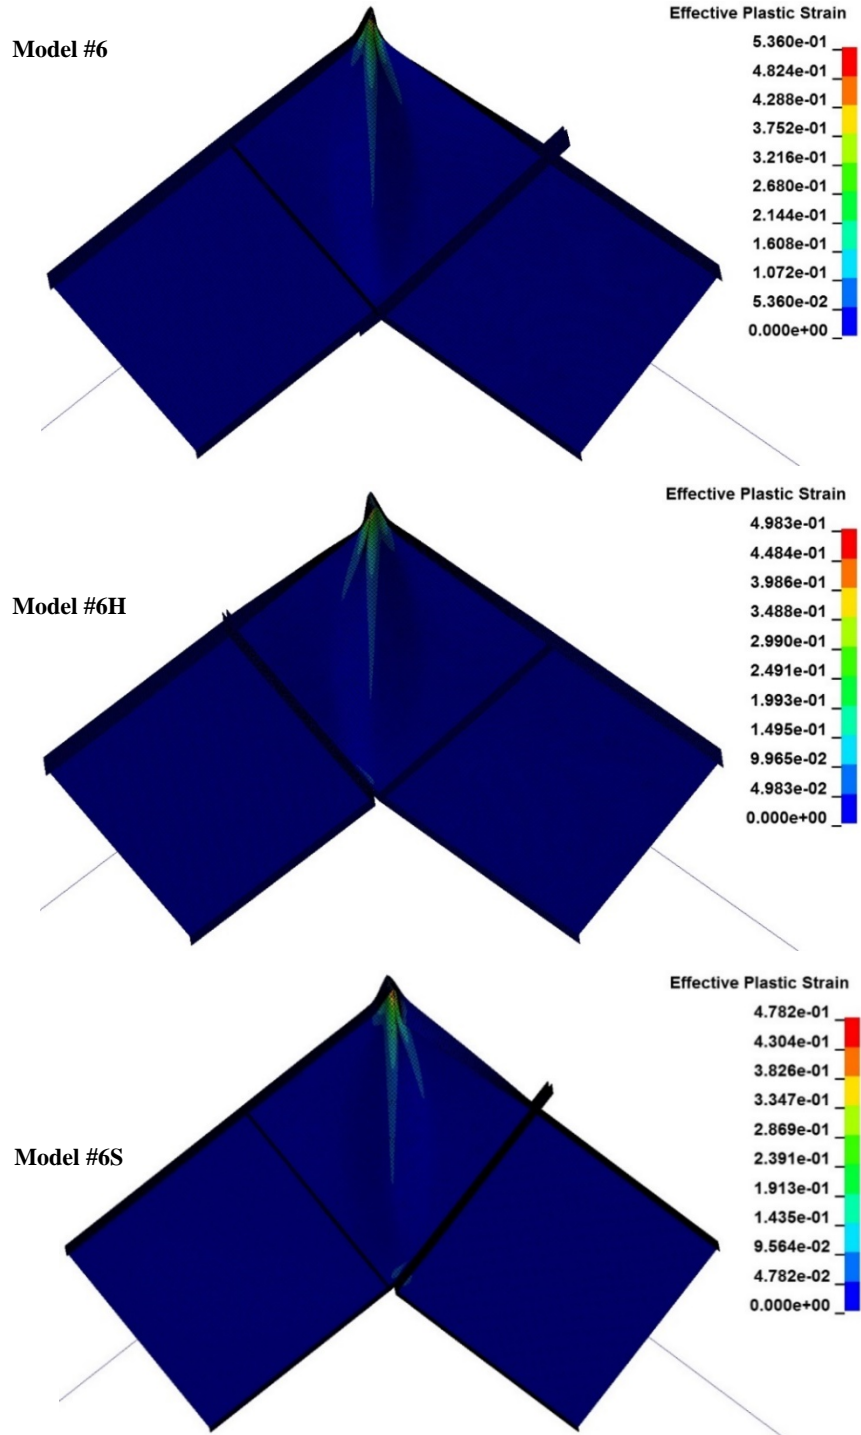 Effective Plastic Strain
Model #6
5.360e-01
4.824e-01
4.288e-01
3.752e-01
3.216e-01
2.680e-01
2.144e-01
1.608e-01
1.072e-01
5.360e-02
0.000e+00
Effective Plastic Strain
4.983e-01
4.484e-01
3.986e-01
Model #6H
3.488e-01
2.990e-01
2.491e-01
1.993e-01
1.495e-01
9.965e-02
4.983e-02
0.000e+00
Effective Plastic Strain
4.782e-01
4.304e-01
3.826e-01
3.347e-01
2.869e-01
Model #6S
2.391e-01
1.913e-01
1.435e-01
9.564e-02
4.782e-02
0.000e+00